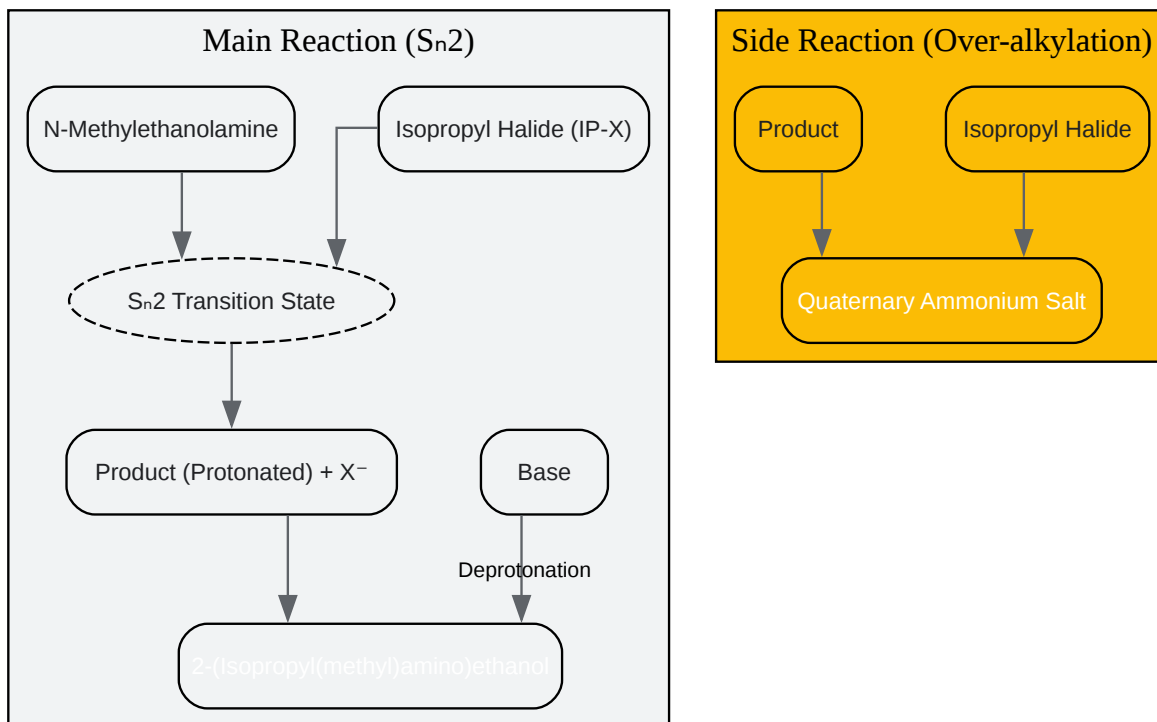 Main Reaction (Sₙ2)
N-Methylethanolamine
Isopropyl Halide (IP-X)
Sₙ2 Transition State
Product (Protonated) + X⁻
Base
Deprotonation
2-(Isopropyl(methyl)amino)ethanol
Side Reaction (Over-alkylation)
Product
Isopropyl Halide
Quaternary Ammonium Salt